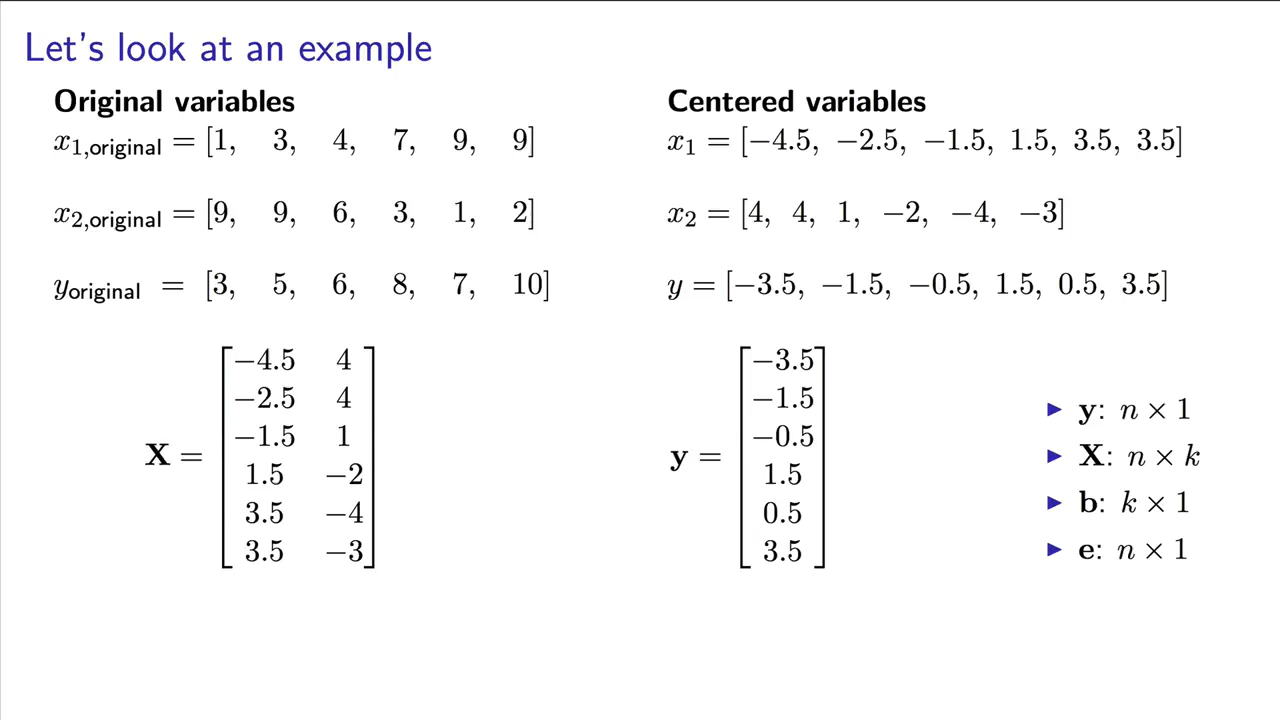 Let's look at an example
Original variables
x₁,original = [1, 3, 4, 7, 9, 9]
x₂,original = [9, 9, 6, 3, 1, 2]
yoriginal = [3, 5, 6, 8, 7, 10]
Centered variables
x₁ = [−4.5, −2.5, −1.5, 1.5, 3.5, 3.5]
x₂ = [4, 4, 1, −2, −4, −3]
y = [−3.5, −1.5, −0.5, 1.5, 0.5, 3.5]
X =
−4.5 4
−2.5 4
−1.5 1
1.5 −2
3.5 −4
3.5 −3
y =
−3.5
−1.5
−0.5
1.5
0.5
3.5
▶ y: n × 1
▶ X: n × k
▶ b: k × 1
▶ e: n × 1